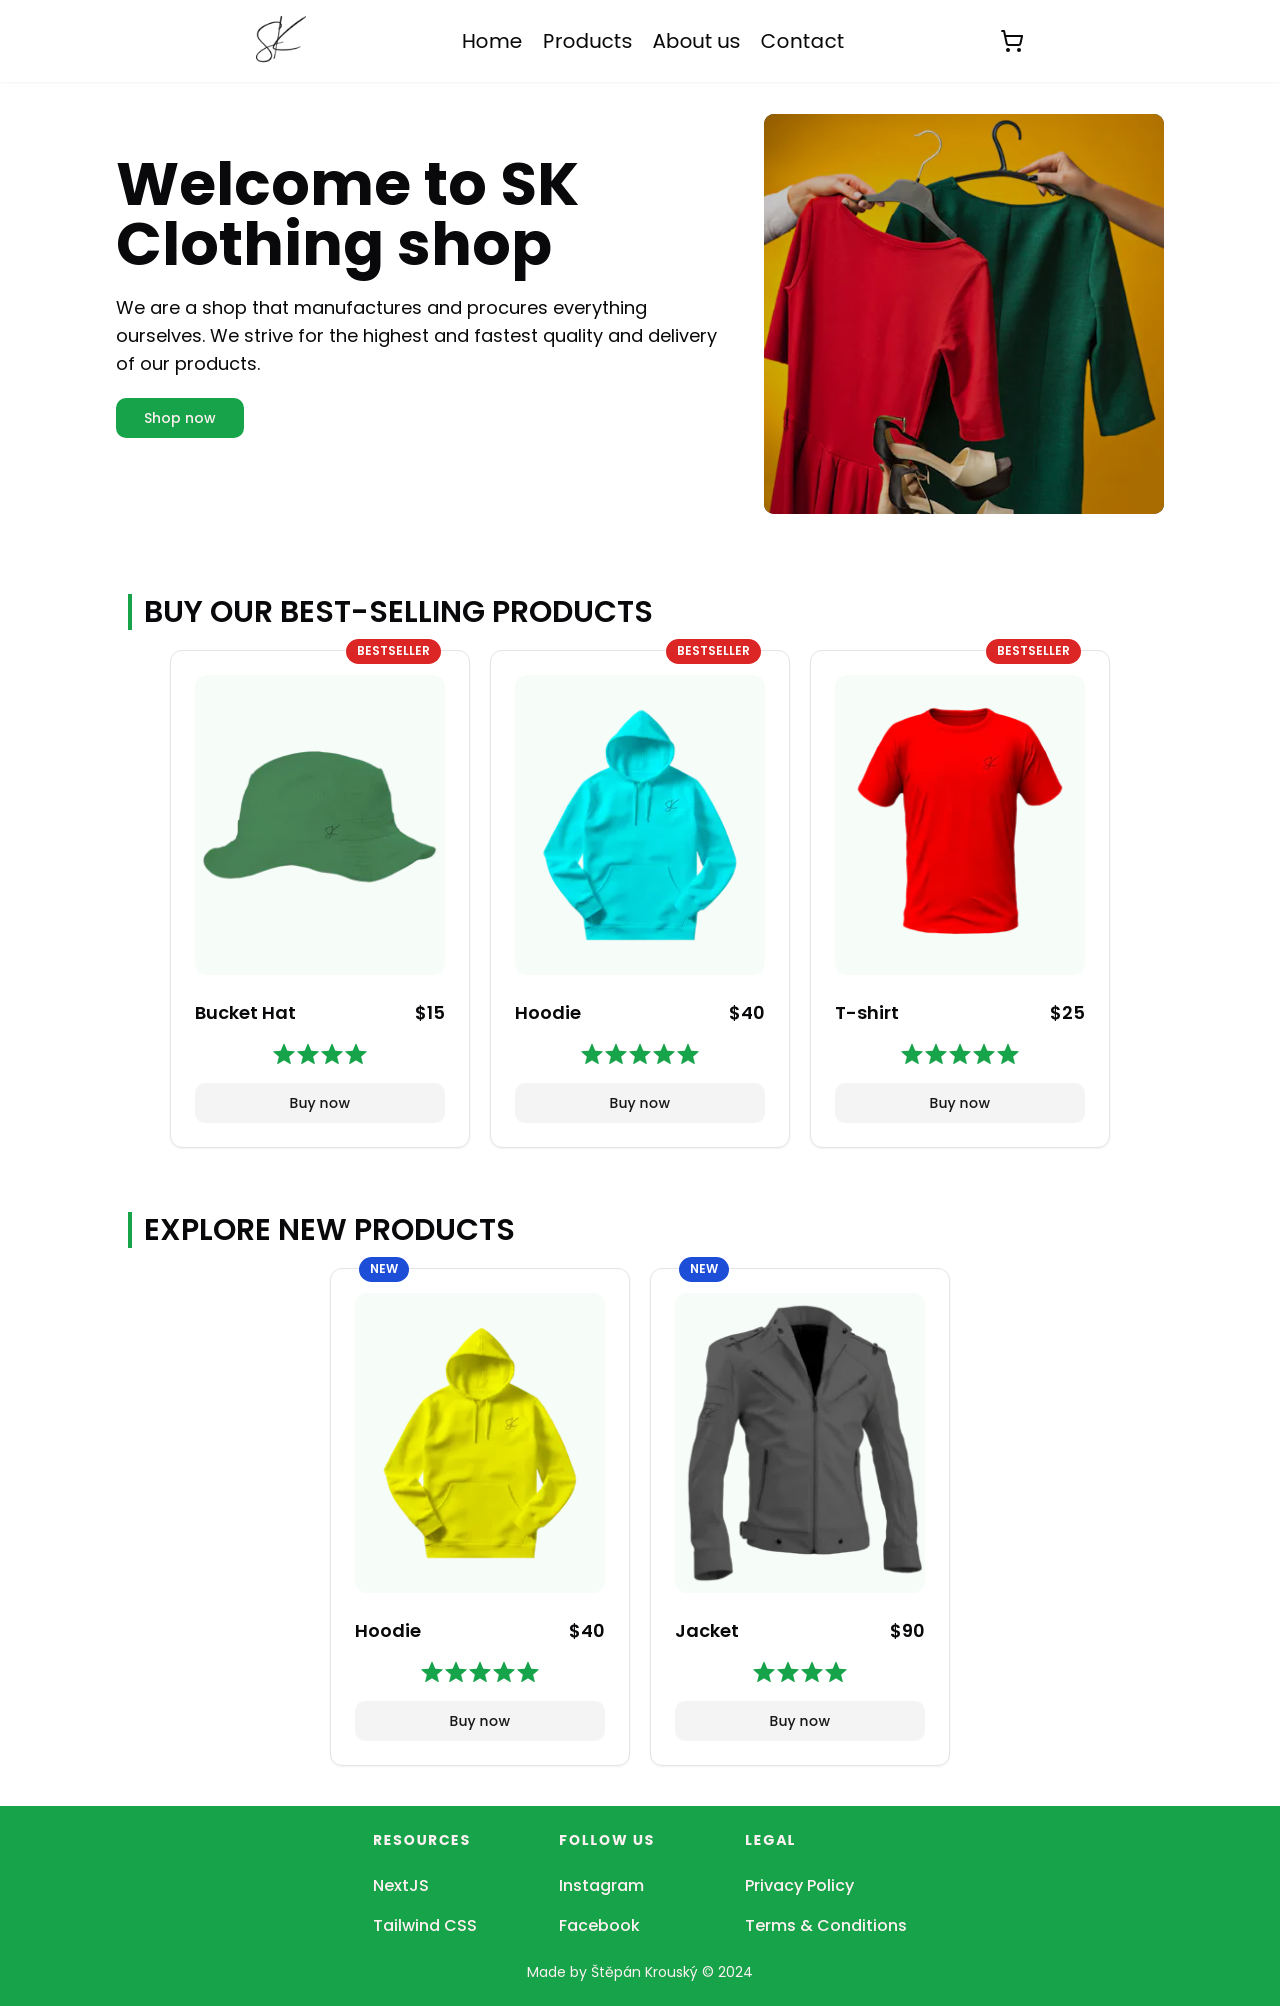 SK
Home Products About us Contact
Welcome to SK
Clothing shop
We are a shop that manufactures and procures everything
ourselves. We strive for the highest and fastest quality and delivery
of our products.
Shop now
BUY OUR BEST-SELLING PRODUCTS
BESTSELLER BESTSELLER BESTSELLER
SK SK SK
Bucket Hat $15 Hoodie $40 T-shirt $25
Buy now Buy now Buy now
EXPLORE NEW PRODUCTS
NEW NEW
SK
Hoodie $40 Jacket $90
Buy now Buy now
RESOURCES FOLLOW US LEGAL
NextJS Instagram Privacy Policy
Tailwind CSS Facebook Terms & Conditions
Made by Štěpán Krouský © 2024